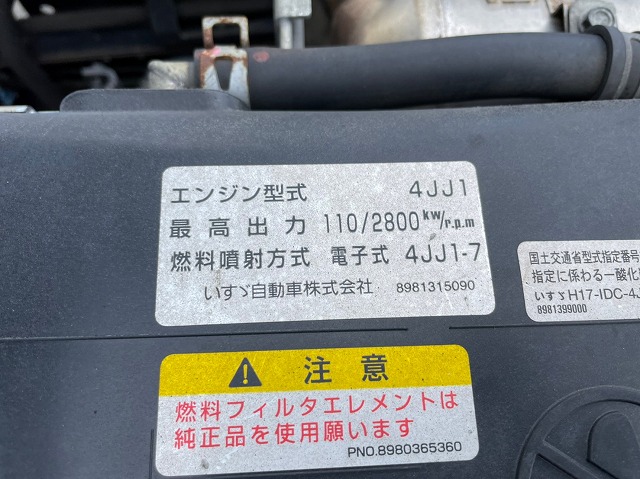 エンジン型式 4JJ1
最高出力 110/2800kW/r.p.m
燃料噴射方式 電子式 4JJ1-7
いすゞ自動車株式会社 8981315090
国土交通省型式指定番号
指定に係わる一酸化
いすゞH17-IDC-4J
8981399000
⚠ 注意
燃料フィルタエレメントは
純正品を使用願います
PNO.8980365360